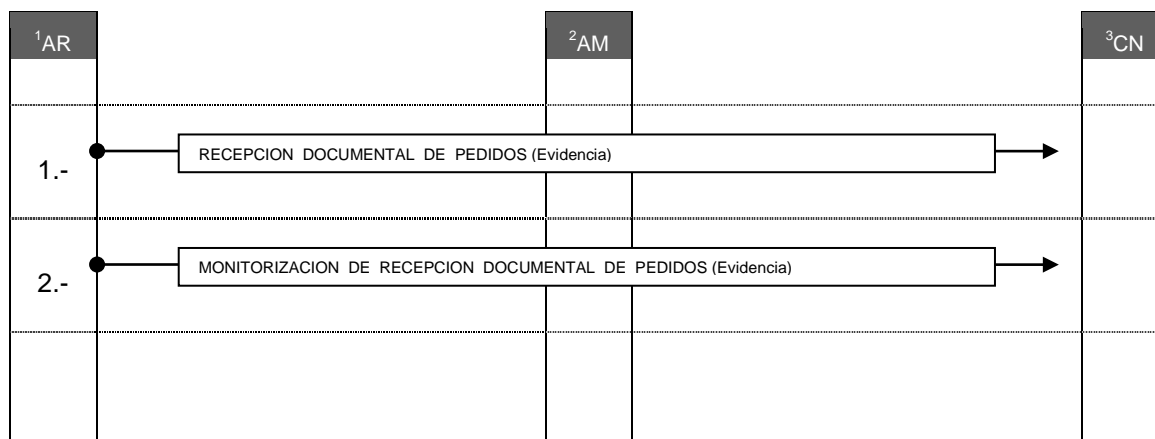 ¹AR ²AM ³CN
1.- RECEPCION DOCUMENTAL DE PEDIDOS (Evidencia)
2.- MONITORIZACION DE RECEPCION DOCUMENTAL DE PEDIDOS (Evidencia)